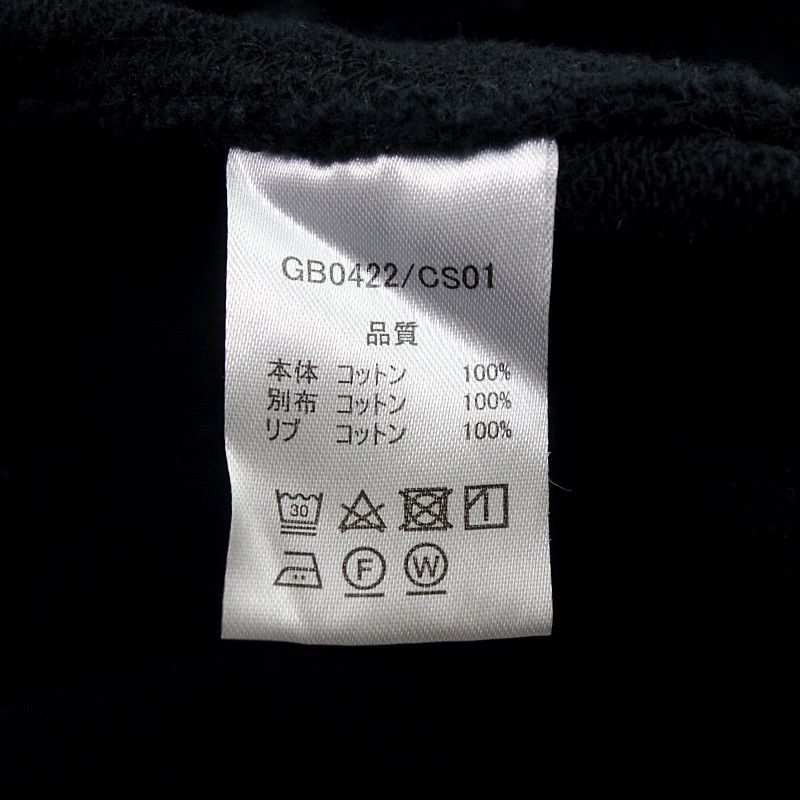 GB0422/CS01
品質
本体 コットン 100%
別布 コットン 100%
リブ コットン 100%
30
F W